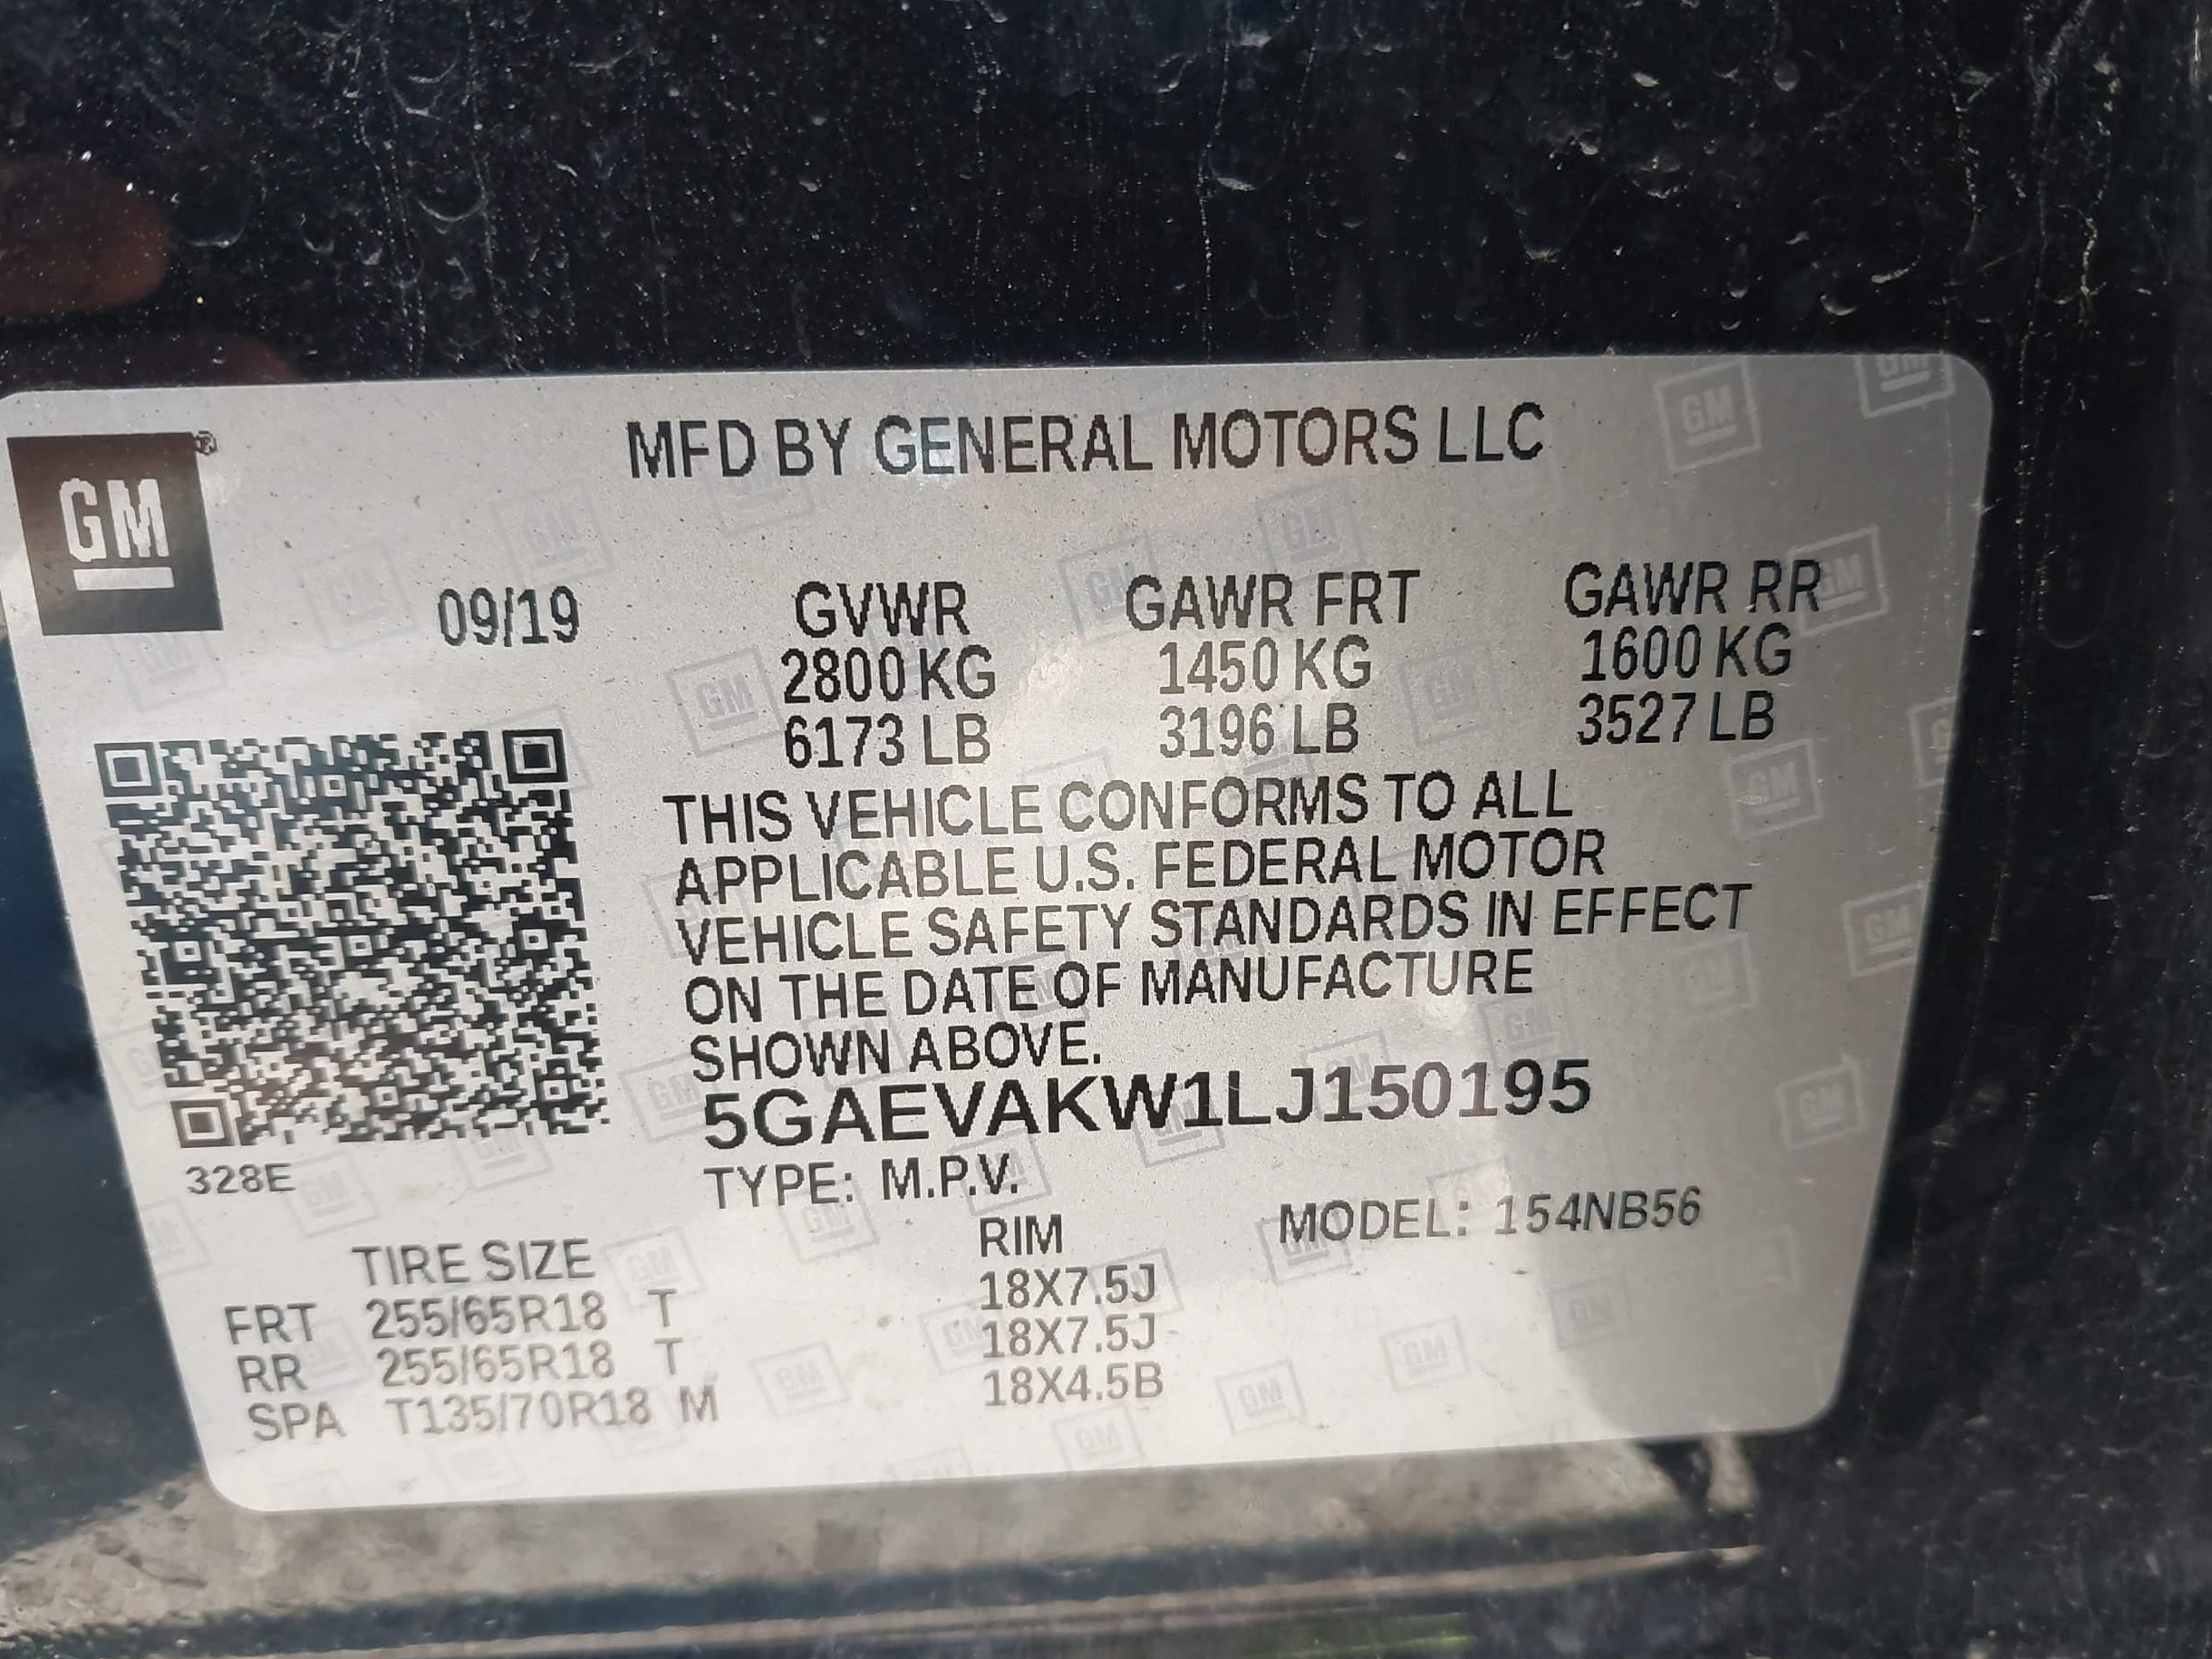 MFD BY GENERAL MOTORS LLC
GM ®
09/19 GVWR GAWR FRT GAWR RR
2800 KG 1450 KG 1600 KG
6173 LB 3196 LB 3527 LB
THIS VEHICLE CONFORMS TO ALL
APPLICABLE U.S. FEDERAL MOTOR
VEHICLE SAFETY STANDARDS IN EFFECT
ON THE DATE OF MANUFACTURE
SHOWN ABOVE.
5GAEVAKW1LJ150195
328E
TYPE: M.P.V. MODEL: 154NB56
TIRE SIZE RIM
FRT 255/65R18 T 18X7.5J
RR 255/65R18 T 18X7.5J
SPA T135/70R18 M 18X4.5B